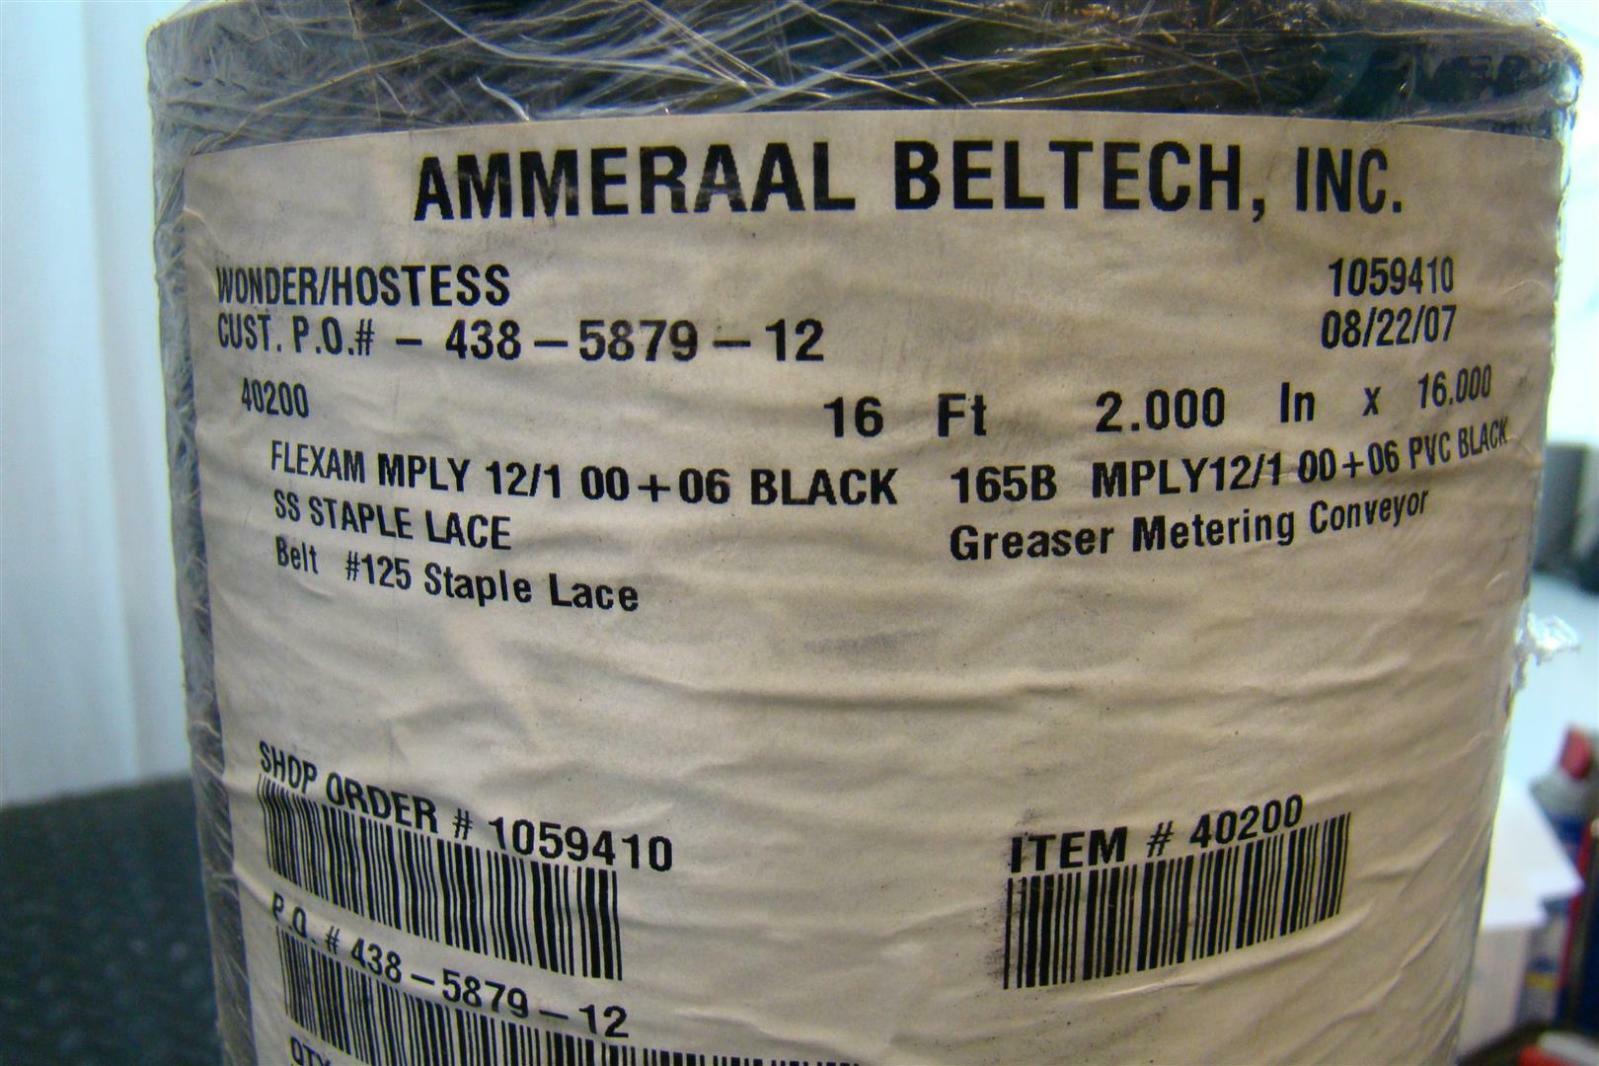 AMMERAAL BELTECH, INC.
WONDER/HOSTESS 1059410
CUST. P.O.# - 438-5879-12 08/22/07
40200 16 Ft 2.000 In x 16.000
FLEXAM MPLY 12/1 00+06 BLACK 165B MPLY12/1 00+06 PVC BLACK
SS STAPLE LACE Greaser Metering Conveyor
Belt #125 Staple Lace
SHOP ORDER # 1059410 ITEM # 40200
P.O. # 438-5879-12
QTY